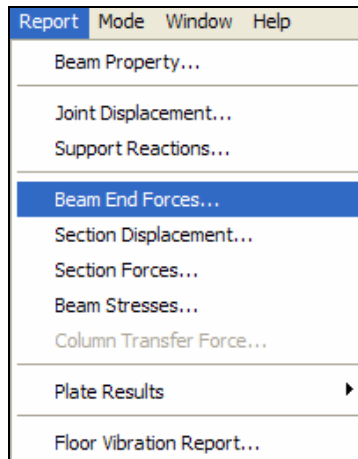 Report Mode Window Help
Beam Property...
Joint Displacement...
Support Reactions...
Beam End Forces...
Section Displacement...
Section Forces...
Beam Stresses...
Column Transfer Force...
Plate Results
Floor Vibration Report...